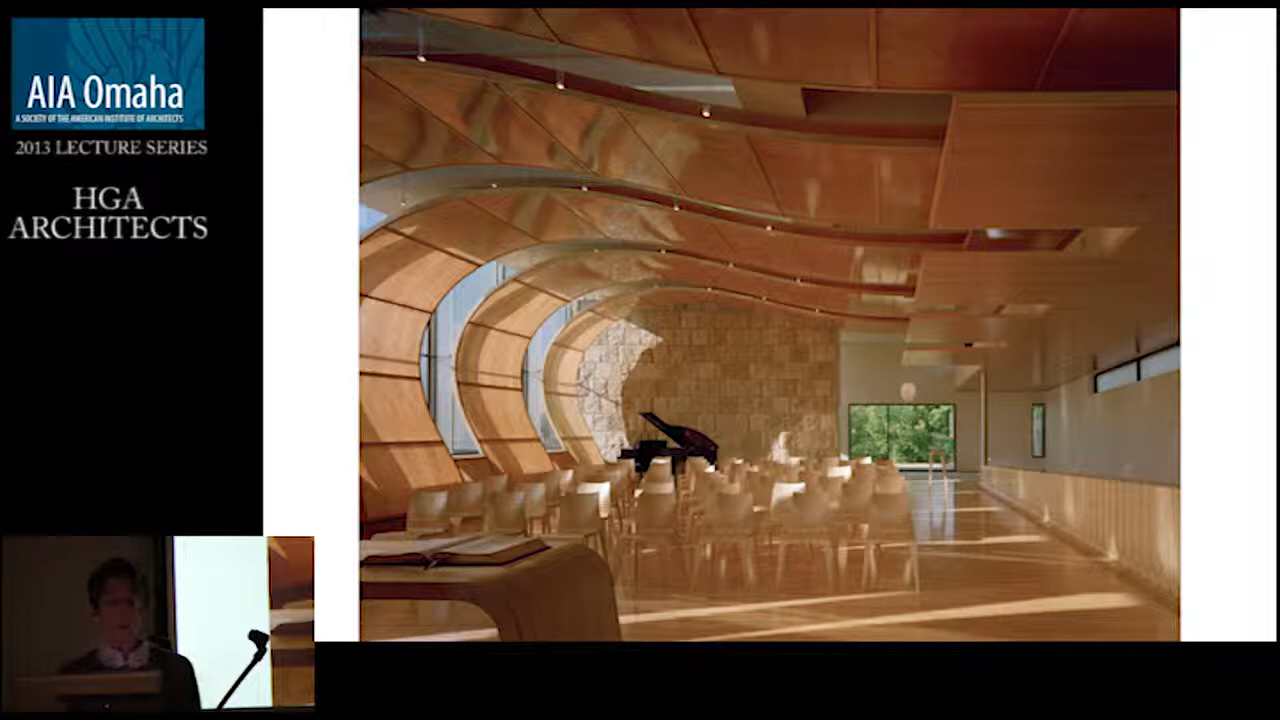 AIA Omaha
A SOCIETY OF THE AMERICAN INSTITUTE OF ARCHITECTS
2013 LECTURE SERIES
HGA
ARCHITECTS